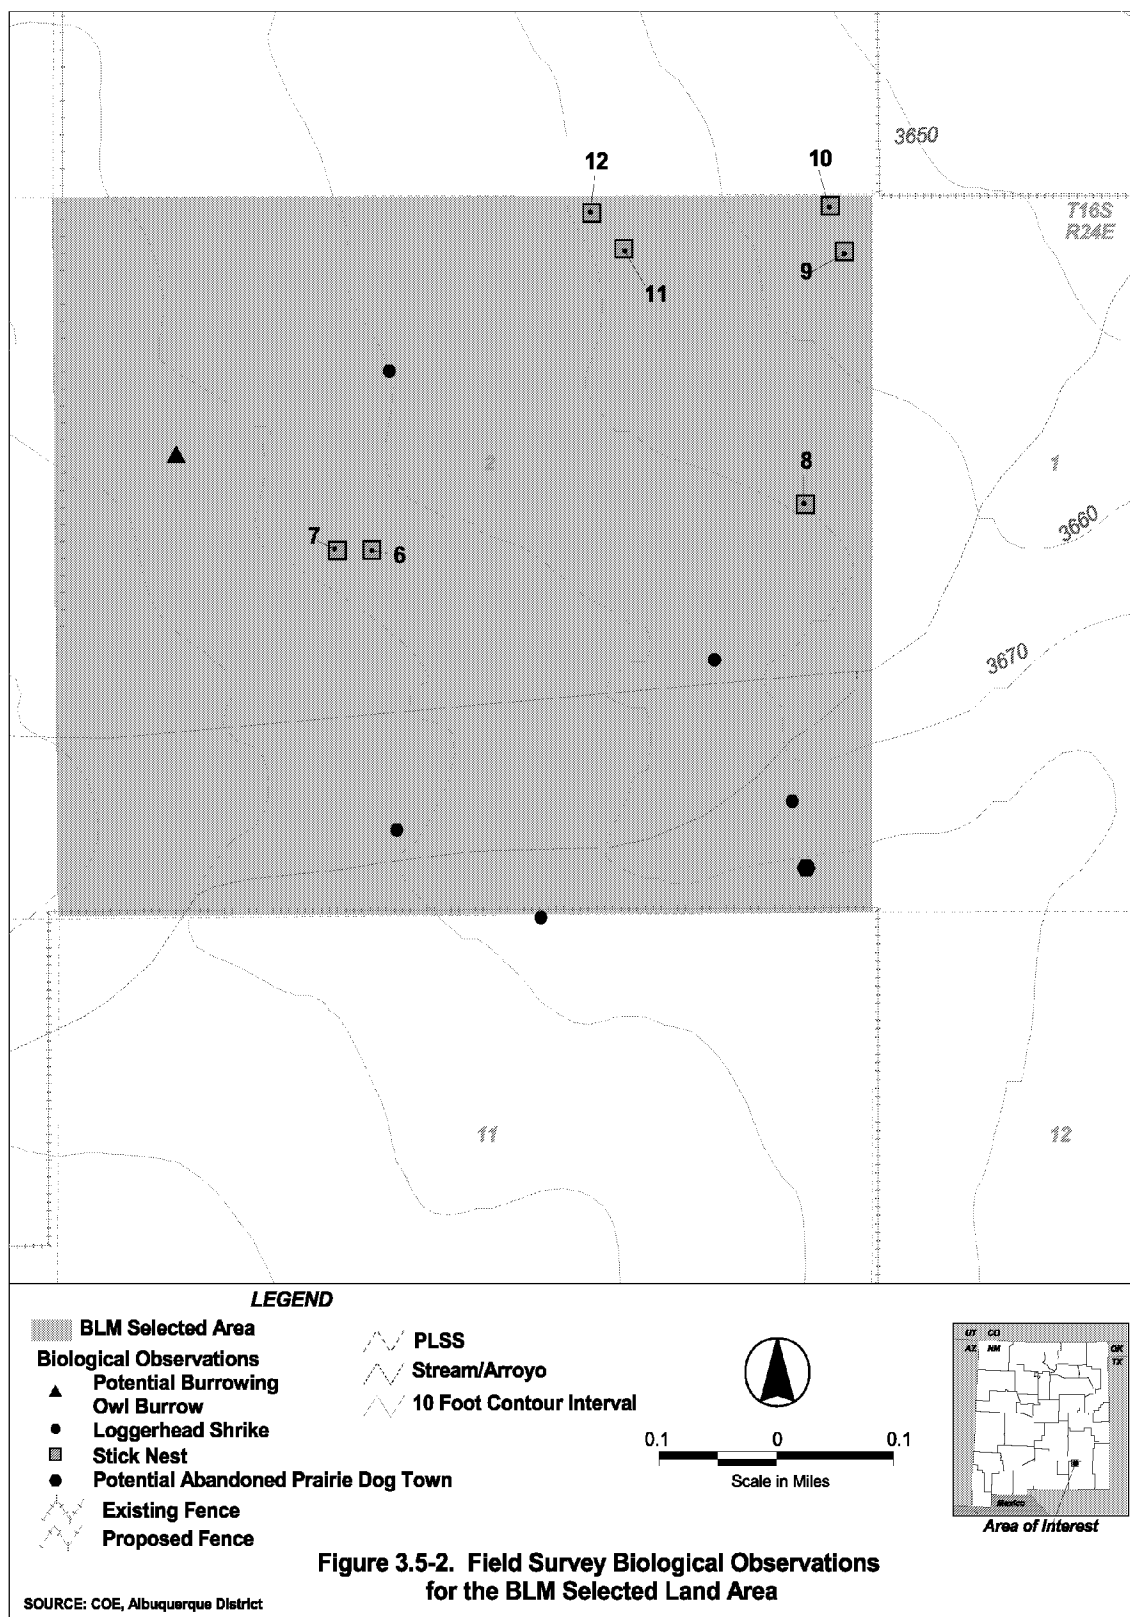 3650
12
10
T16S
R24E
9
11
2
8
1
3660
7
6
3670
11
12
LEGEND
BLM Selected Area
Biological Observations
Potential Burrowing
Owl Burrow
Loggerhead Shrike
Stick Nest
Potential Abandoned Prairie Dog Town
Existing Fence
Proposed Fence
PLSS
Stream/Arroyo
10 Foot Contour Interval
0.1 0 0.1
Scale in Miles
UT CO
AZ NM OK
TX
Mexico
Area of Interest
Figure 3.5-2. Field Survey Biological Observations
for the BLM Selected Land Area
SOURCE: COE, Albuquerque District